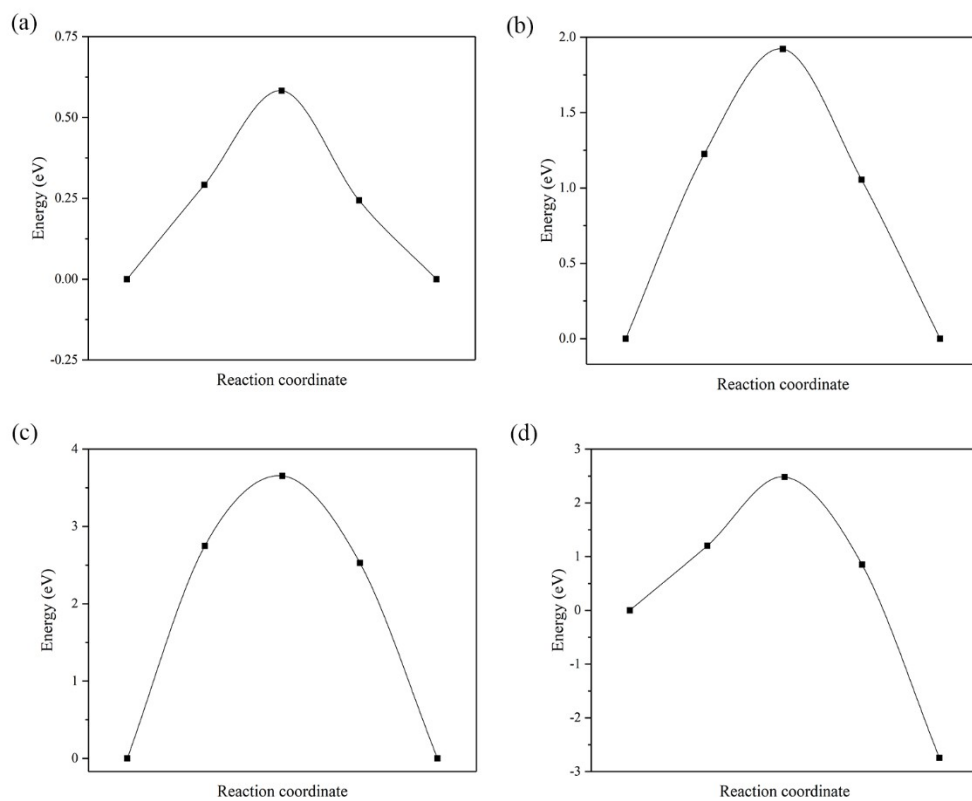 (a)
0.75
0.50
0.25
0.00
-0.25
Energy (eV)
Reaction coordinate
(b)
2.0
1.5
1.0
0.5
0.0
Energy (eV)
Reaction coordinate
(c)
4
3
2
1
0
Energy (eV)
Reaction coordinate
(d)
3
2
1
0
-1
-2
-3
Energy (eV)
Reaction coordinate